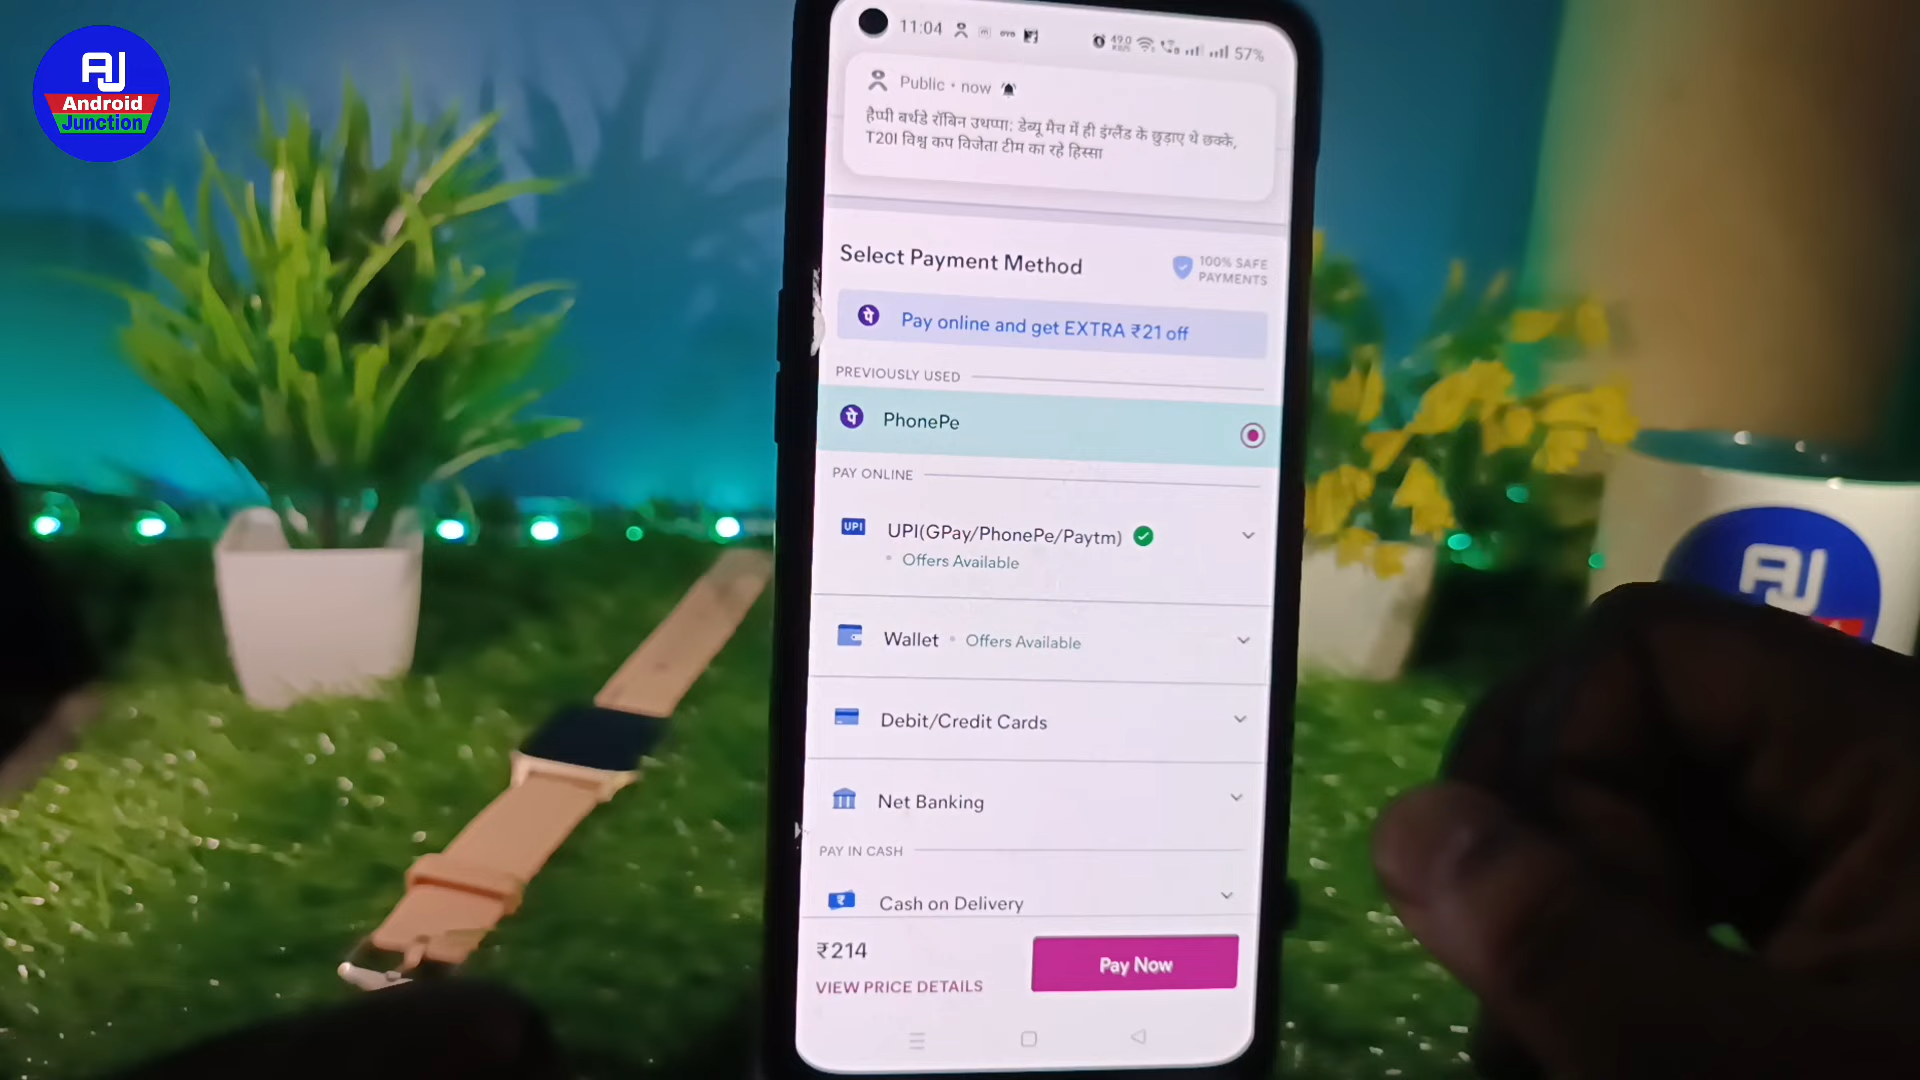 AJ
Android
Junction
11:04
57%
Public • now
हैप्पी बर्थडे रॉबिन उथप्पा: डेब्यू मैच में ही इंग्लैंड के छुड़ाए थे छक्के,
T20I विश्व कप विजेता टीम का रहे हिस्सा
Select Payment Method
100% SAFE
PAYMENTS
पे Pay online and get EXTRA ₹21 off
PREVIOUSLY USED
पे PhonePe
PAY ONLINE
UPI UPI(GPay/PhonePe/Paytm)
• Offers Available
Wallet • Offers Available
Debit/Credit Cards
Net Banking
PAY IN CASH
₹ Cash on Delivery
₹214
Pay Now
VIEW PRICE DETAILS
AJ